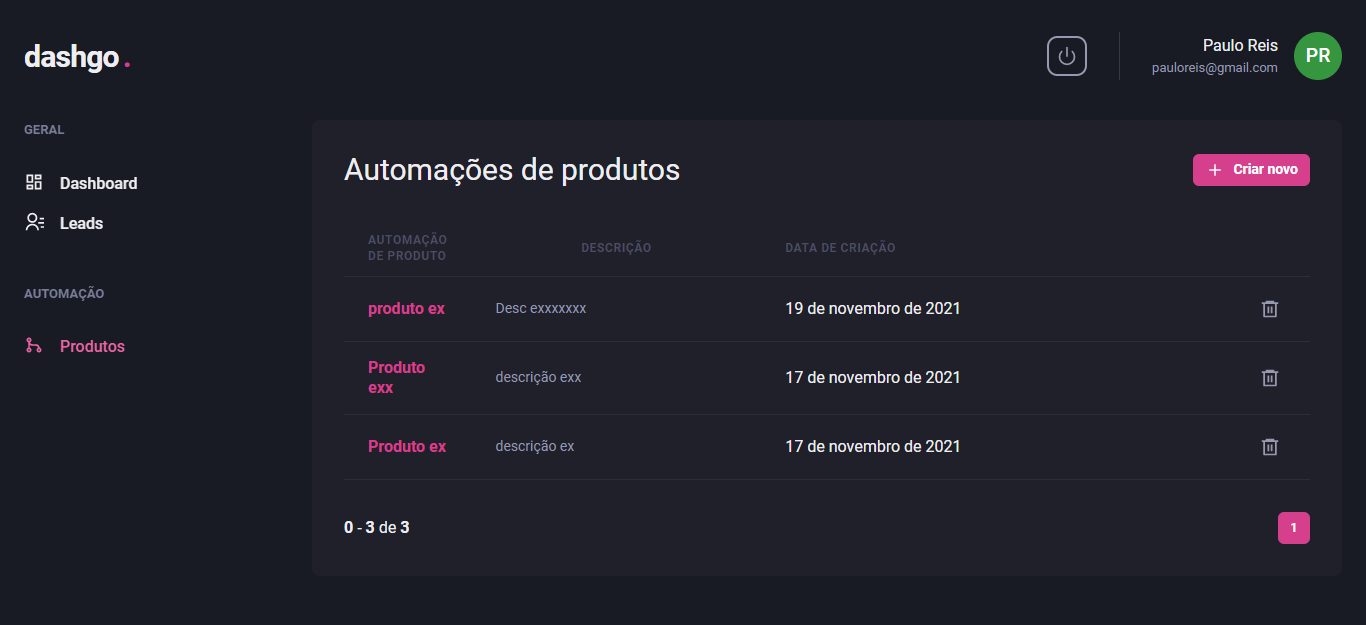 dashgo.
Paulo Reis
pauloreis@gmail.com
PR
GERAL
Dashboard
Leads
AUTOMAÇÃO
Produtos
Automações de produtos
+ Criar novo
AUTOMAÇÃO
DE PRODUTO
DESCRIÇÃO
DATA DE CRIAÇÃO
produto ex
Desc exxxxxxx
19 de novembro de 2021
Produto
exx
descrição exx
17 de novembro de 2021
Produto ex
descrição ex
17 de novembro de 2021
0 - 3 de 3
1